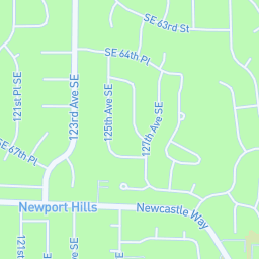 SE 63rd St
SE 64th Pl
121st Pl SE
123rd Ave SE
125th Ave SE
127th Ave SE
SE 67th Pl
Newport Hills
Newcastle Way
121st
Ave SE